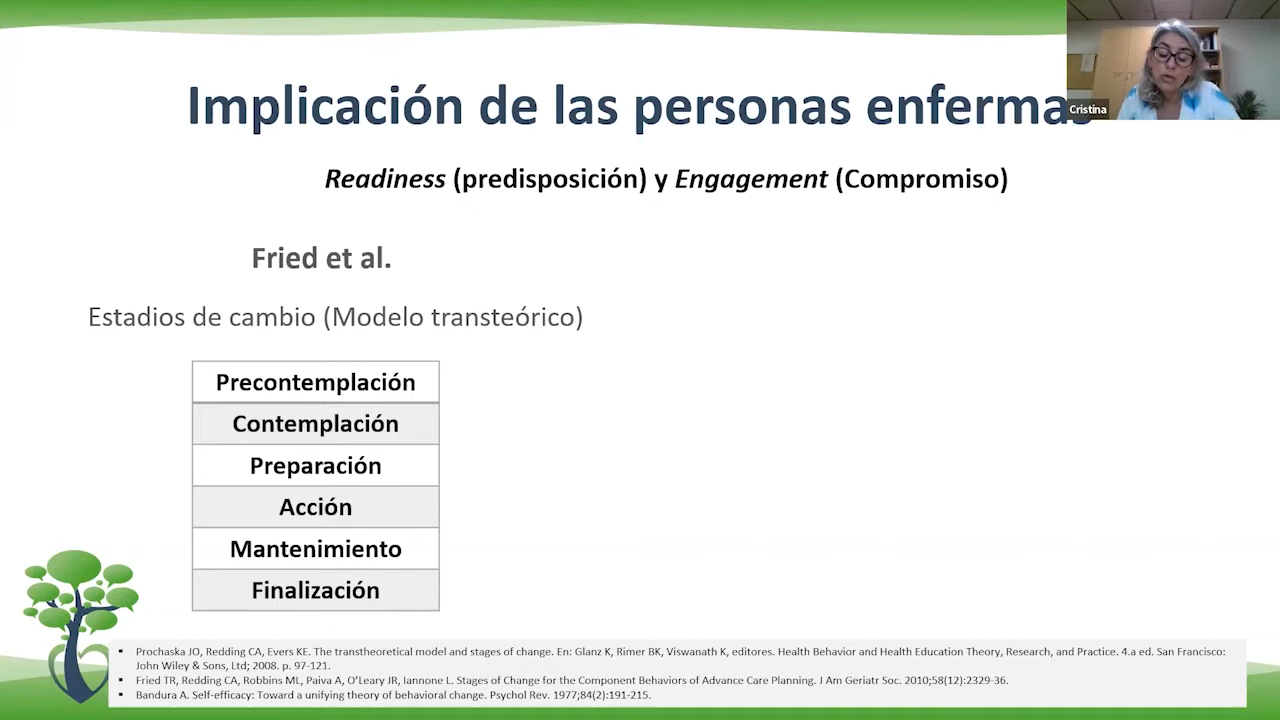 Implicación de las personas enfermas
Cristina
Readiness (predisposición) y Engagement (Compromiso)
Fried et al.
Estadios de cambio (Modelo transteórico)
Precontemplación
Contemplación
Preparación
Acción
Mantenimiento
Finalización
▪ Prochaska JO, Redding CA, Evers KE. The transtheoretical model and stages of change. En: Glanz K, Rimer BK, Viswanath K, editores. Health Behavior and Health Education Theory, Research, and Practice. 4.a ed. San Francisco:
John Wiley & Sons, Ltd; 2008. p. 97-121.
▪ Fried TR, Redding CA, Robbins ML, Paiva A, O’Leary JR, Iannone L. Stages of Change for the Component Behaviors of Advance Care Planning. J Am Geriatr Soc. 2010;58(12):2329-36.
▪ Bandura A. Self-efficacy: Toward a unifying theory of behavioral change. Psychol Rev. 1977;84(2):191-215.